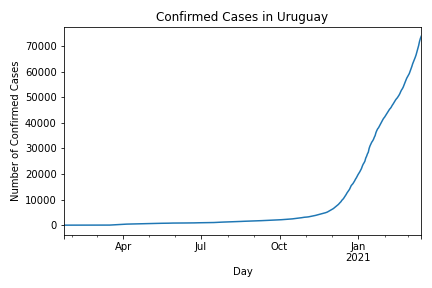 Confirmed Cases in Uruguay
Number of Confirmed Cases
70000
60000
50000
40000
30000
20000
10000
0
Apr Jul Oct Jan
2021
Day